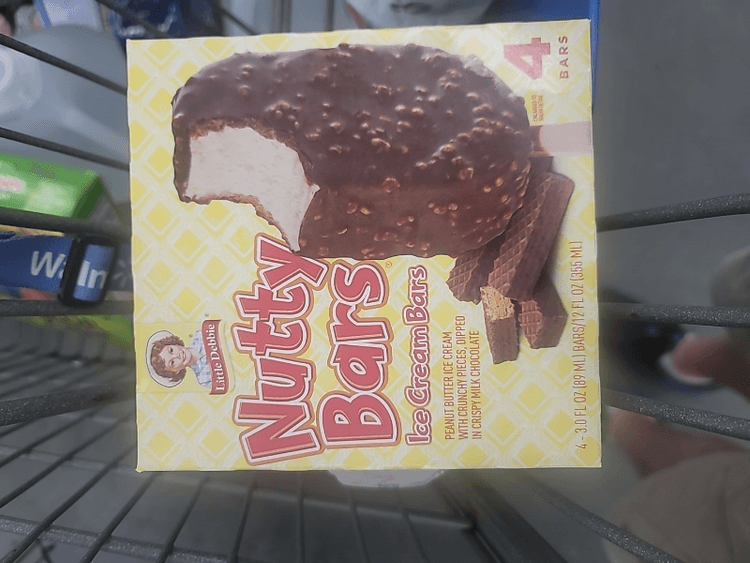 Little Debbie
Nutty
Bars®
Ice Cream Bars
PEANUT BUTTER ICE CREAM
WITH CRUNCHY PIECES, DIPPED
IN CRISPY MILK CHOCOLATE
4
BARS
4 - 3.0 FL OZ (89 ML) BARS/12 FL OZ (355 ML)